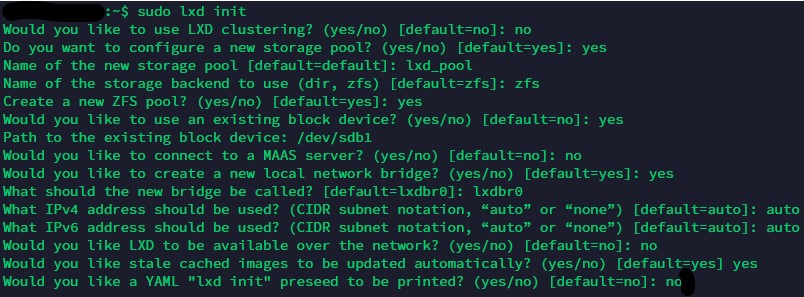 :~$ sudo lxd init
Would you like to use LXD clustering? (yes/no) [default=no]: no
Do you want to configure a new storage pool? (yes/no) [default=yes]: yes
Name of the new storage pool [default=default]: lxd_pool
Name of the storage backend to use (dir, zfs) [default=zfs]: zfs
Create a new ZFS pool? (yes/no) [default=yes]: yes
Would you like to use an existing block device? (yes/no) [default=no]: yes
Path to the existing block device: /dev/sdb1
Would you like to connect to a MAAS server? (yes/no) [default=no]: no
Would you like to create a new local network bridge? (yes/no) [default=yes]: yes
What should the new bridge be called? [default=lxdbr0]: lxdbr0
What IPv4 address should be used? (CIDR subnet notation, “auto” or “none”) [default=auto]: auto
What IPv6 address should be used? (CIDR subnet notation, “auto” or “none”) [default=auto]: auto
Would you like LXD to be available over the network? (yes/no) [default=no]: no
Would you like stale cached images to be updated automatically? (yes/no) [default=yes] yes
Would you like a YAML "lxd init" preseed to be printed? (yes/no) [default=no]: no